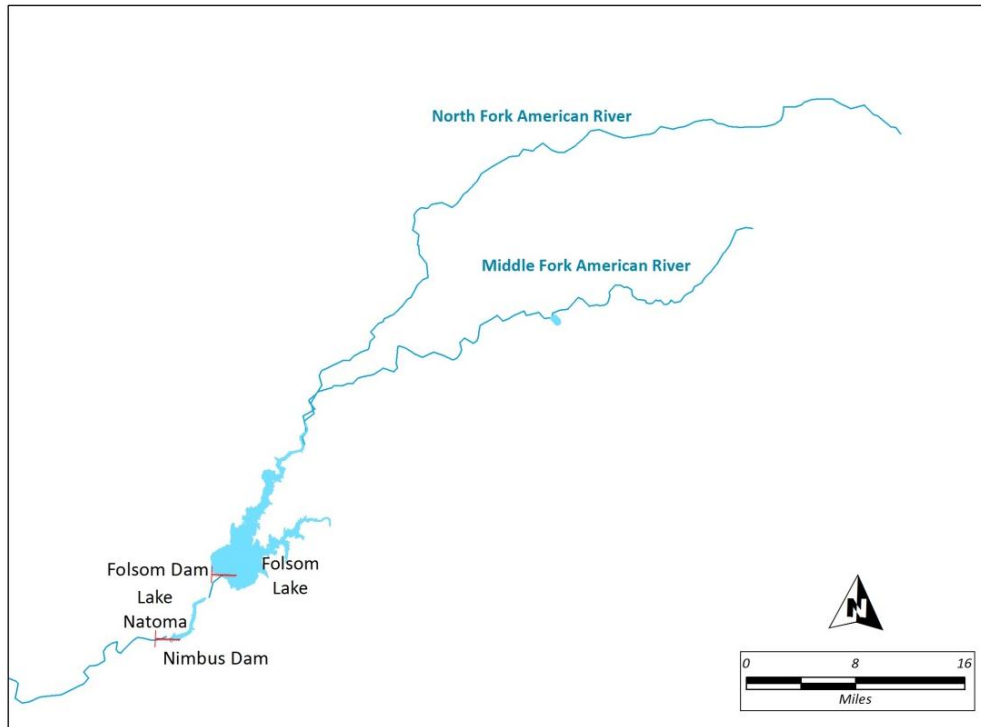 North Fork American River
Middle Fork American River
Folsom Dam
Folsom
Lake
Lake
Natoma
Nimbus Dam
N
0 8 16
Miles